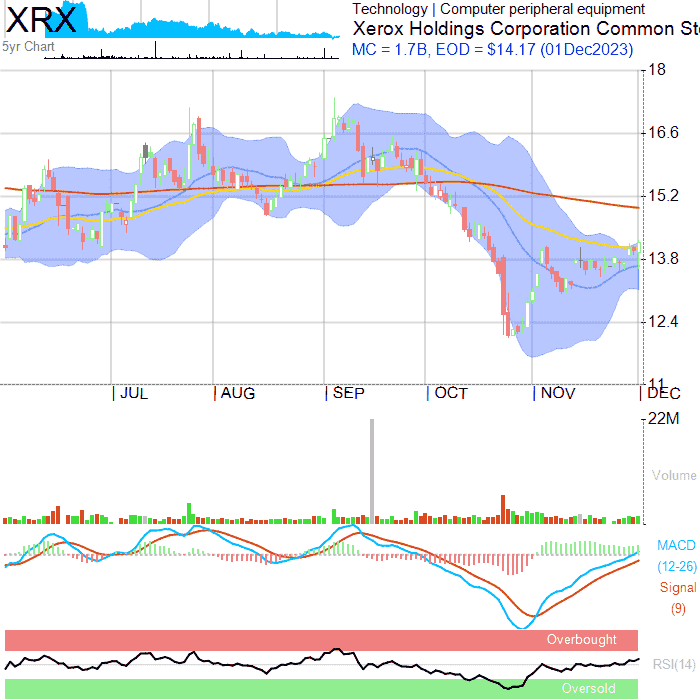 XRX
5yr Chart
Technology | Computer peripheral equipment
Xerox Holdings Corporation Common St
MC = 1.7B, EOD = $14.17 (01Dec2023)
18
16.6
15.2
13.8
12.4
11
| JUL | AUG | SEP | OCT | NOV | DEC
22M
Volume
MACD
(12-26)
Signal
(9)
Overbought
RSI(14)
Oversold